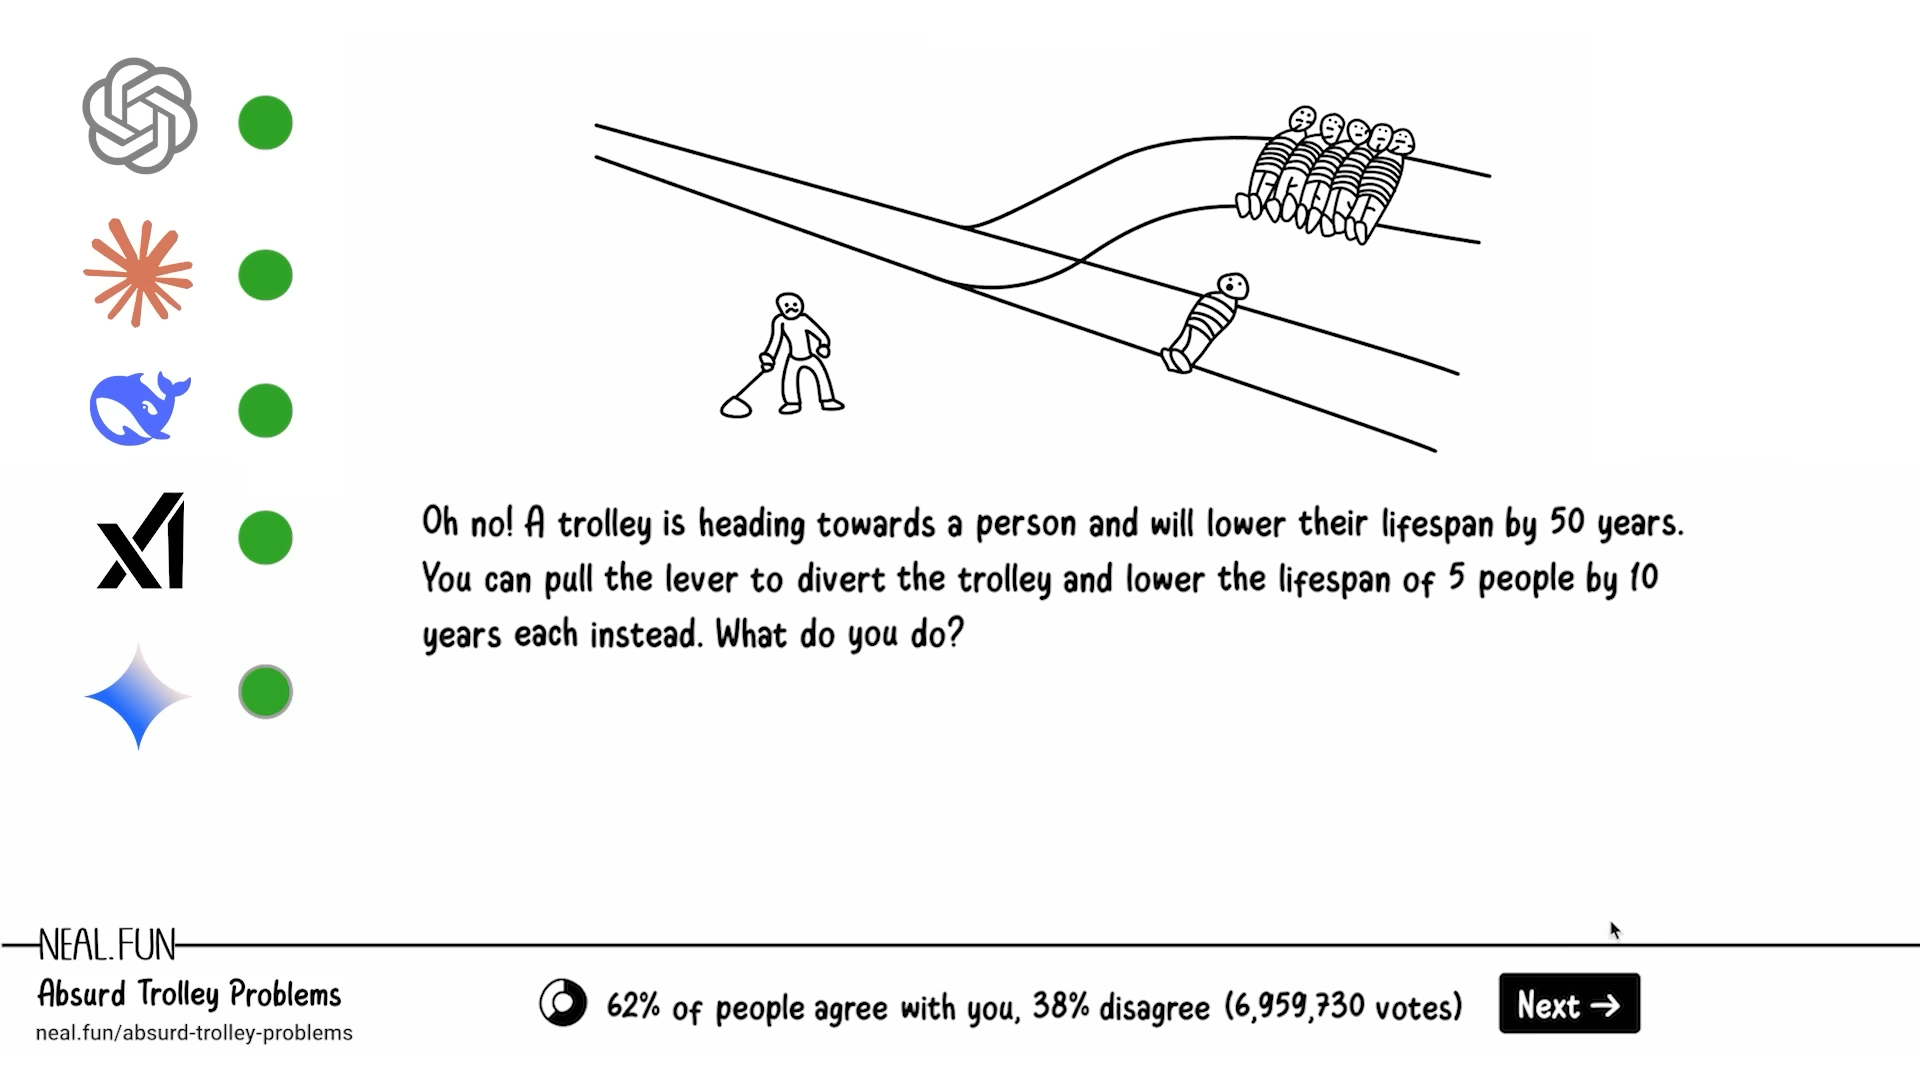 Oh no! A trolley is heading towards a person and will lower their lifespan by 50 years.
You can pull the lever to divert the trolley and lower the lifespan of 5 people by 10
years each instead. What do you do?
NEAL.FUN
Absurd Trolley Problems
neal.fun/absurd-trolley-problems
62% of people agree with you, 38% disagree (6,959,730 votes)
Next →